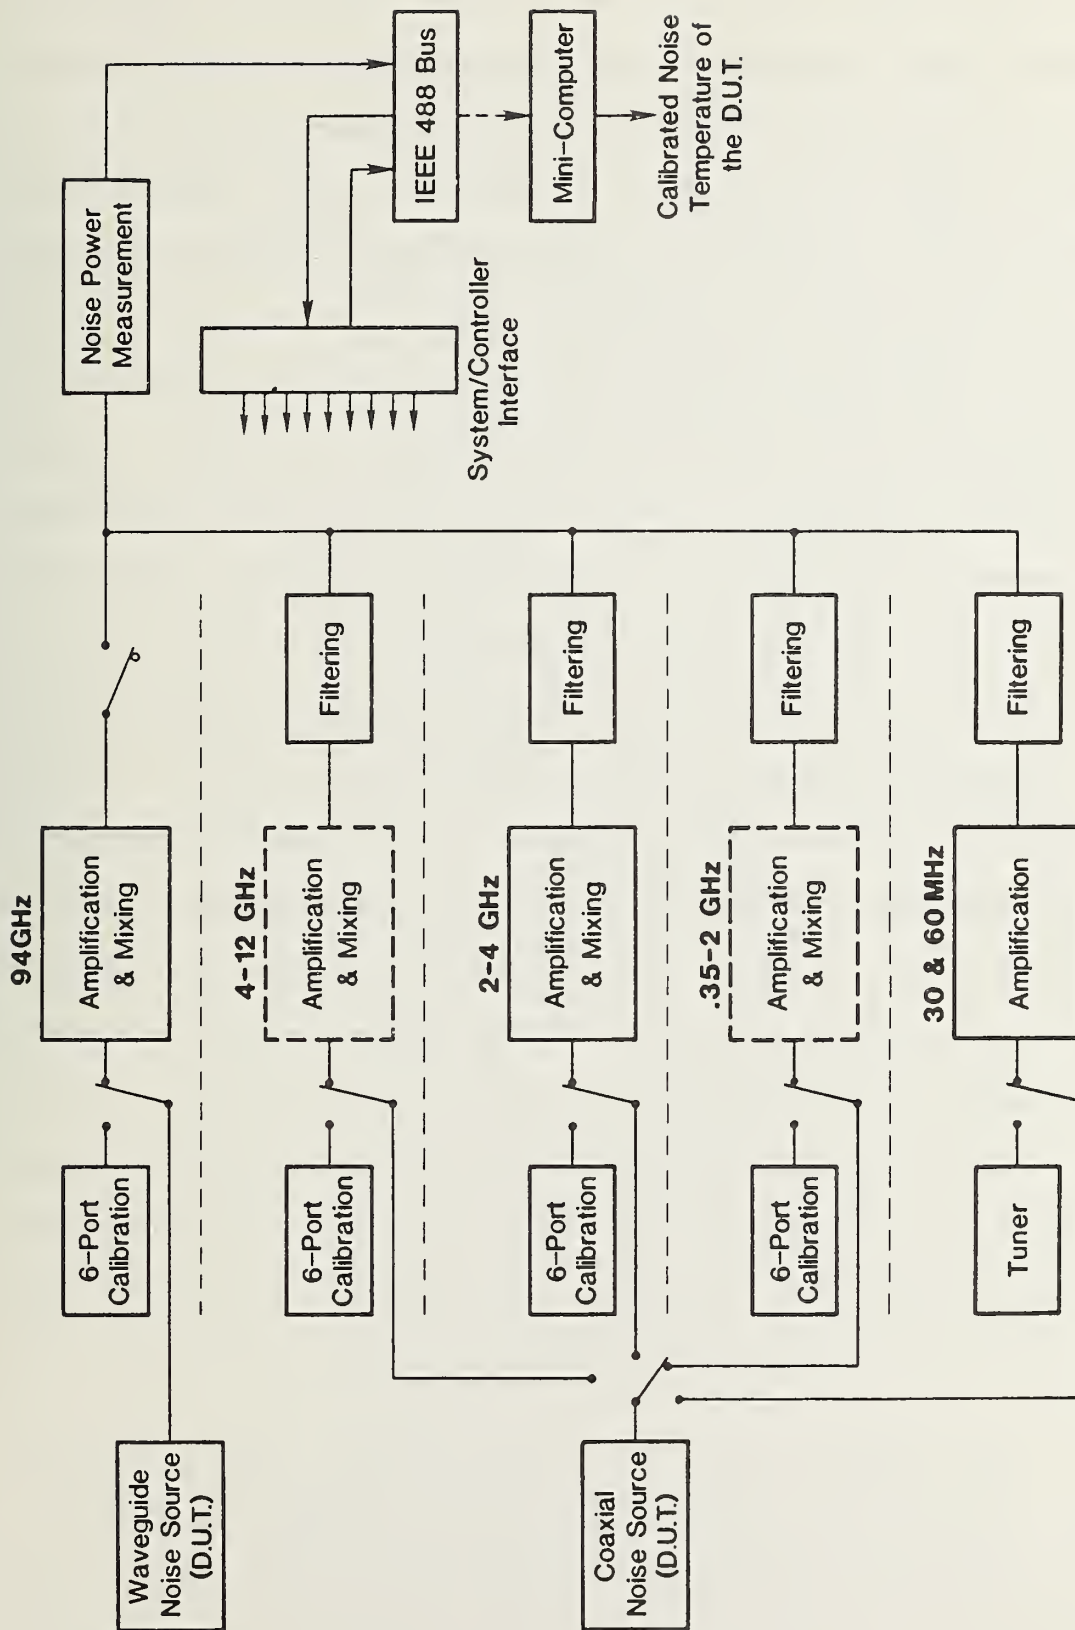 94GHz
Waveguide
Noise Source
(D.U.T.)
6-Port
Calibration
Amplification
& Mixing
Noise Power
Measurement
4-12 GHz
6-Port
Calibration
Amplification
& Mixing
Filtering
System/Controller
Interface
IEEE 488 Bus
2-4 GHz
Coaxial
Noise Source
(D.U.T.)
6-Port
Calibration
Amplification
& Mixing
Filtering
Mini-Computer
.35-2 GHz
6-Port
Calibration
Amplification
& Mixing
Filtering
Calibrated Noise
Temperature of
the D.U.T.
30 & 60 MHz
Tuner
Amplification
Filtering